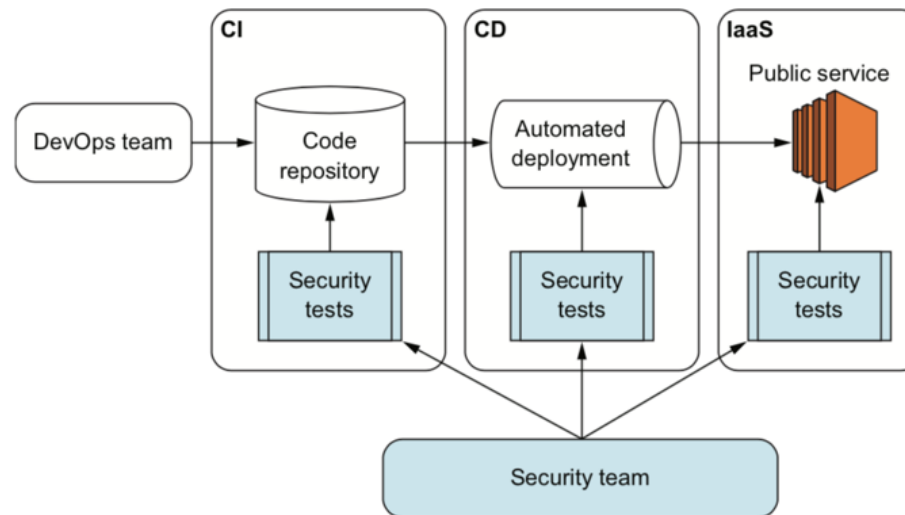 CI
CD
IaaS
Public service
DevOps team
Code
repository
Automated
deployment
Security
tests
Security
tests
Security
tests
Security team